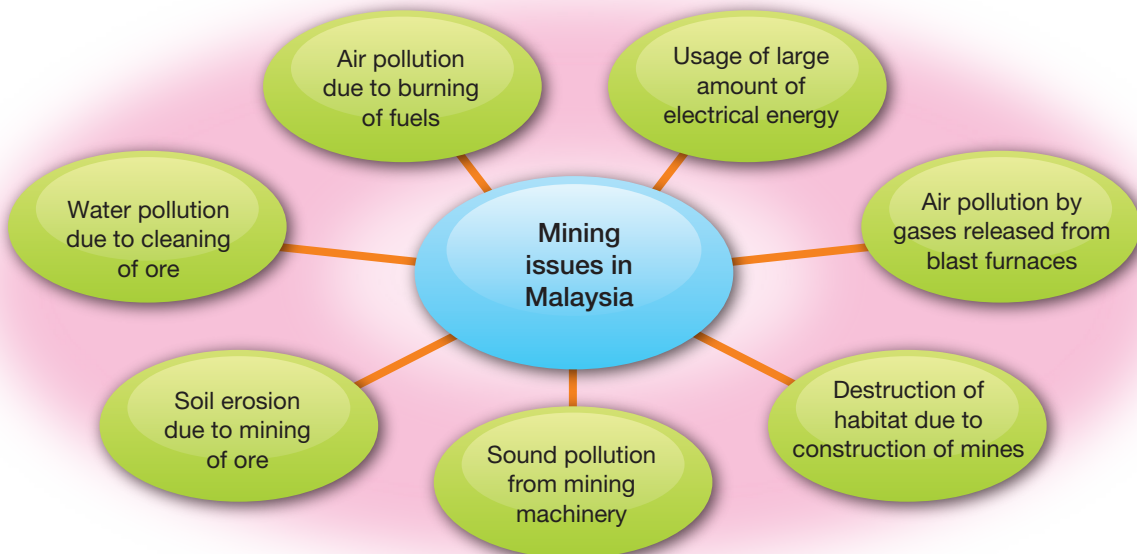 Air pollution
due to burning
of fuels
Usage of large
amount of
electrical energy
Water pollution
due to cleaning
of ore
Mining
issues in
Malaysia
Air pollution by
gases released from
blast furnaces
Soil erosion
due to mining
of ore
Sound pollution
from mining
machinery
Destruction of
habitat due to
construction of mines